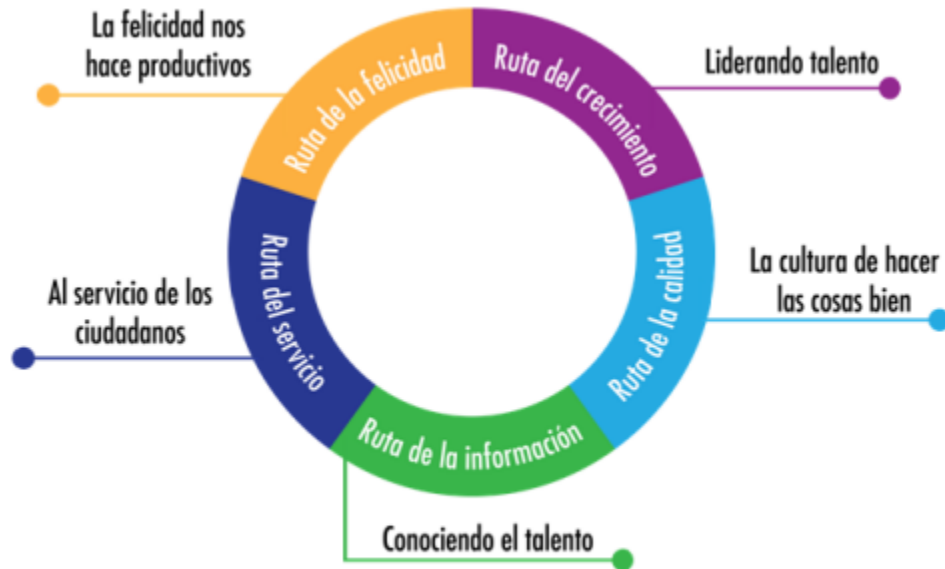 La felicidad nos
hace productivos
Ruta de la felicidad
Ruta del crecimiento
Liderando talento
Ruta de la calidad
La cultura de hacer
las cosas bien
Ruta de la información
Conociendo el talento
Ruta del servicio
Al servicio de los
ciudadanos